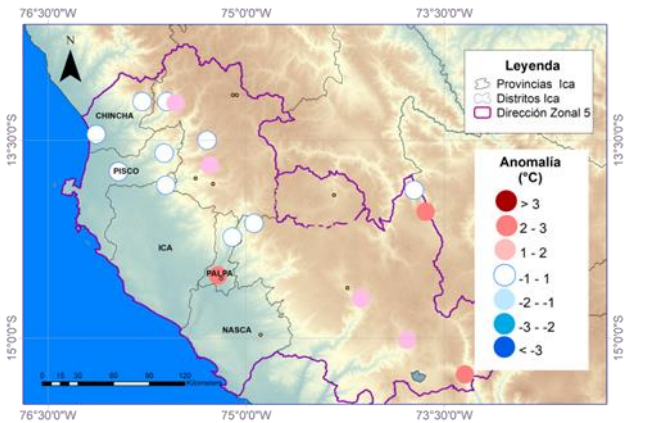 76°30'0"W 75°0'0"W 73°30'0"W
N
Leyenda
Provincias Ica
Distritos Ica
Dirección Zonal 5
CHINCHA
13°30'0"S 13°30'0"S
Anomalía
(°C)
> 3
2 - 3
1 - 2
-1 - 1
-2 - -1
-3 - -2
< -3
PISCO
ICA
PALPA
NASCA
15°0'0"S 15°0'0"S
0 15 30 60 90 120
Kilometers
76°30'0"W 75°0'0"W 73°30'0"W